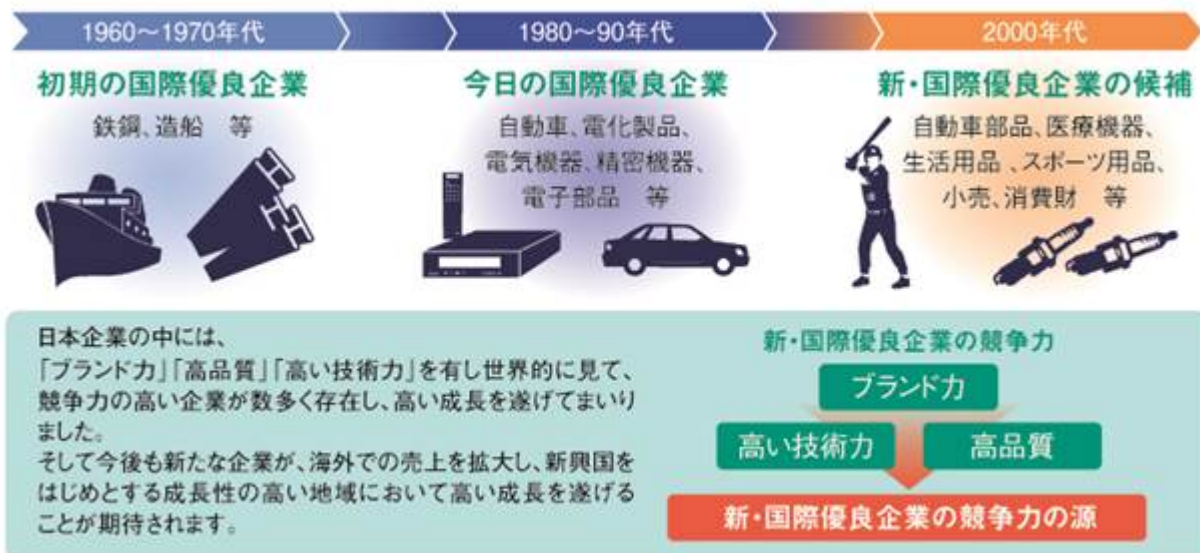 1960〜1970年代
1980〜90年代
2000年代
初期の国際優良企業
鉄鋼、造船 等
今日の国際優良企業
自動車、電化製品、
電気機器、精密機器、
電子部品 等
新・国際優良企業の候補
自動車部品、医療機器、
生活用品、スポーツ用品、
小売、消費財 等
日本企業の中には、
「ブランド力」「高品質」「高い技術力」を有し世界的に見て、
競争力の高い企業が数多く存在し、高い成長を遂げてまいり
ました。
そして今後も新たな企業が、海外での売上を拡大し、新興国を
はじめとする成長性の高い地域において高い成長を遂げる
ことが期待されます。
新・国際優良企業の競争力
ブランド力
高い技術力
高品質
新・国際優良企業の競争力の源